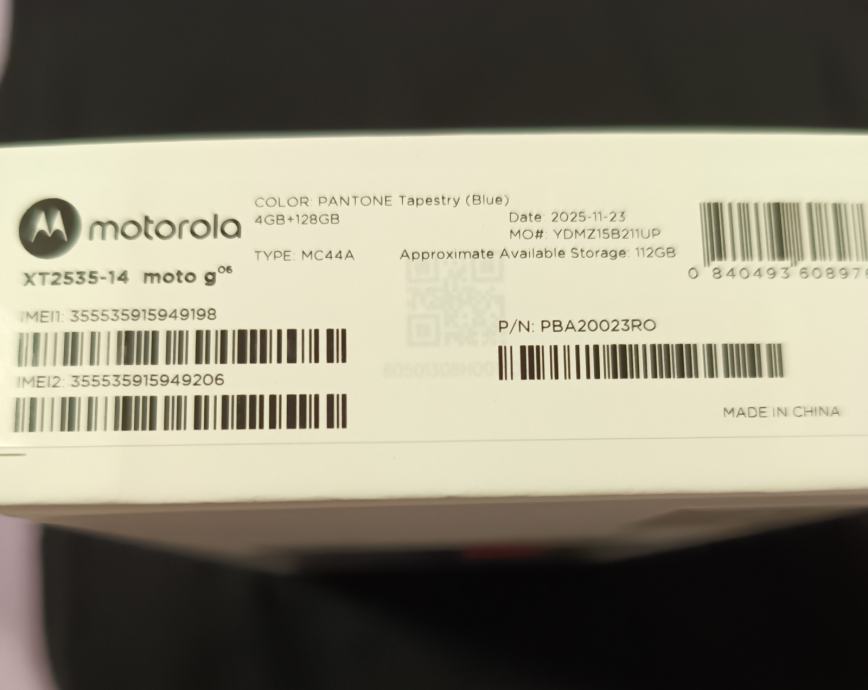 motorola
XT2535-14 moto g06
COLOR: PANTONE Tapestry (Blue)
4GB+128GB
Date: 2025-11-23
MO#: YDMZ15B211UP
TYPE: MC44A
Approximate Available Storage: 112GB
0 840493 60897
IMEI1: 355535915949198
IMEI2: 355535915949206
P/N: PBA20023RO
MADE IN CHINA